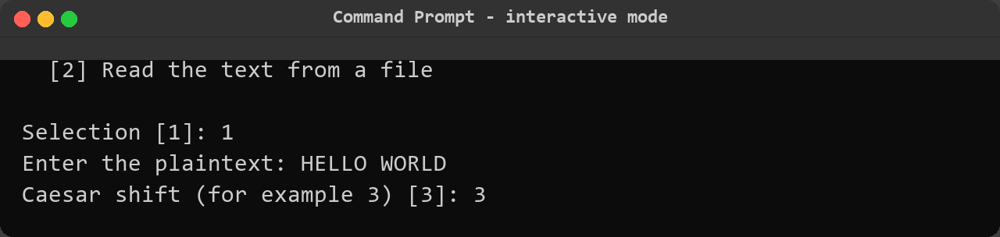 Command Prompt - interactive mode
[2] Read the text from a file
Selection [1]: 1
Enter the plaintext: HELLO WORLD
Caesar shift (for example 3) [3]: 3